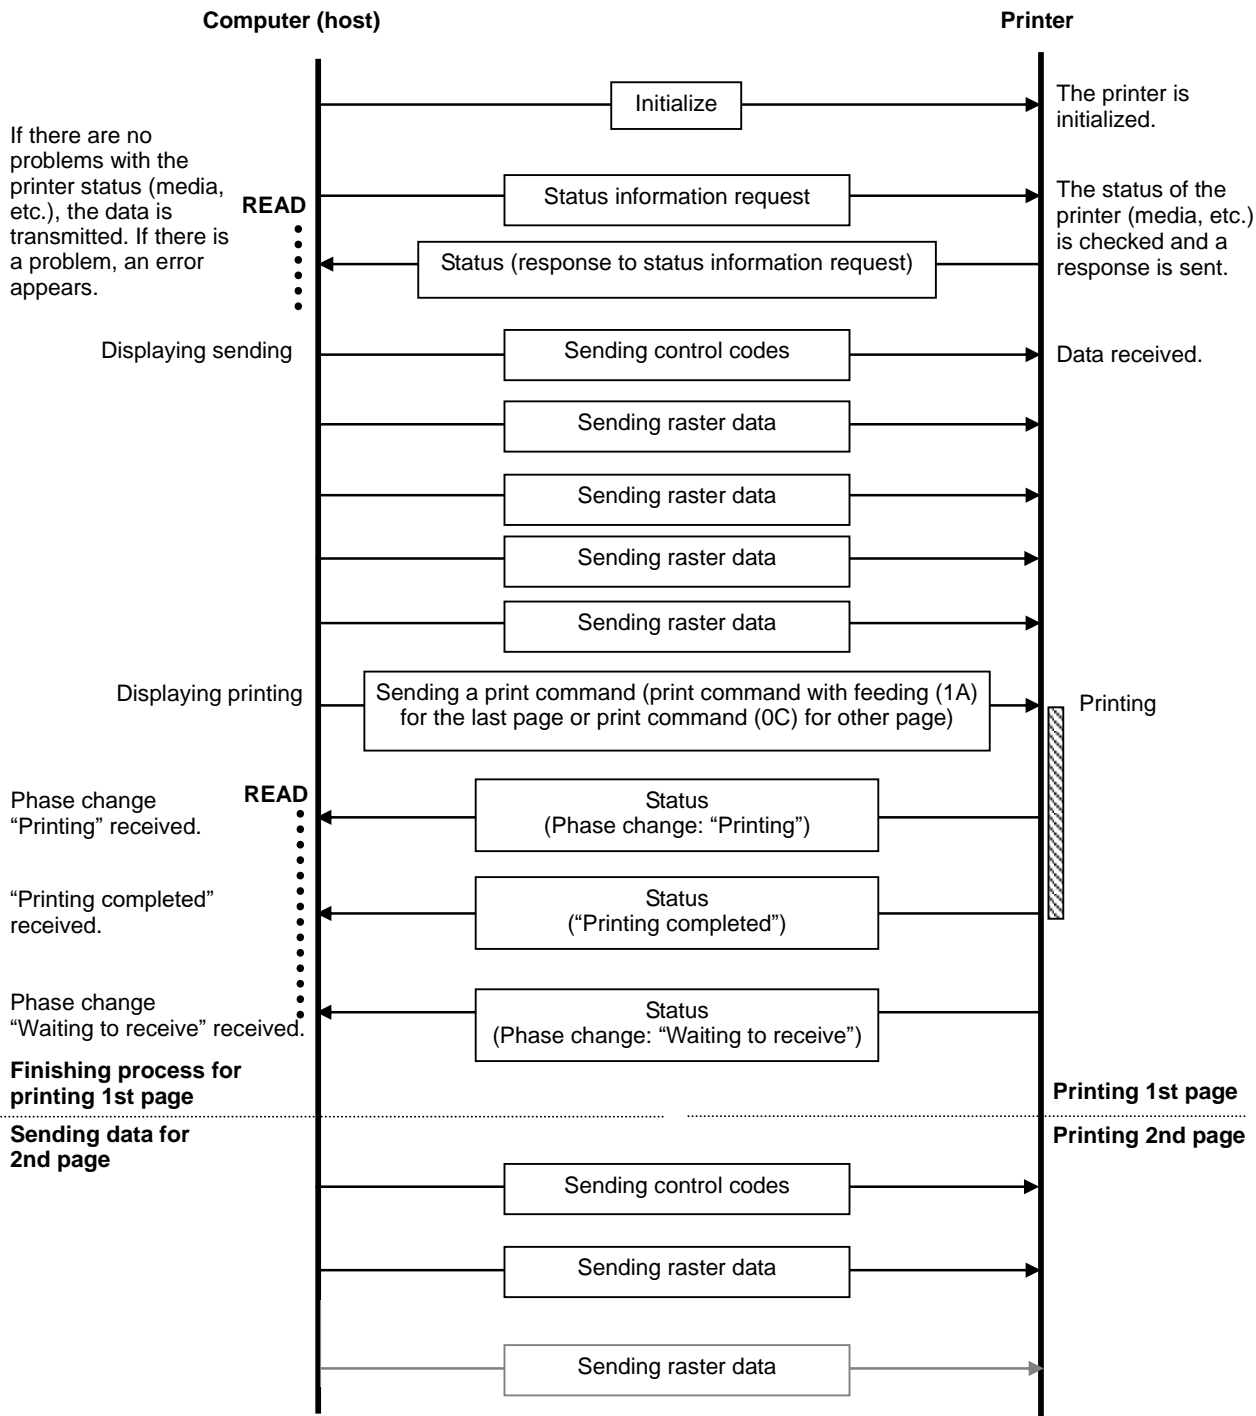 Computer (host)
Printer
Initialize
The printer is
initialized.
If there are no
problems with the
printer status (media,
etc.), the data is
transmitted. If there is
a problem, an error
appears.
READ
Status information request
The status of the
printer (media, etc.)
is checked and a
response is sent.
Status (response to status information request)
Displaying sending
Sending control codes
Data received.
Sending raster data
Sending raster data
Sending raster data
Sending raster data
Displaying printing
Sending a print command (print command with feeding (1A)
for the last page or print command (0C) for other page)
Printing
Phase change
“Printing” received.
READ
Status
(Phase change: “Printing”)
“Printing completed”
received.
Status
(“Printing completed”)
Phase change
“Waiting to receive” received.
Status
(Phase change: “Waiting to receive”)
Finishing process for
printing 1st page
Printing 1st page
Sending data for
2nd page
Printing 2nd page
Sending control codes
Sending raster data
Sending raster data